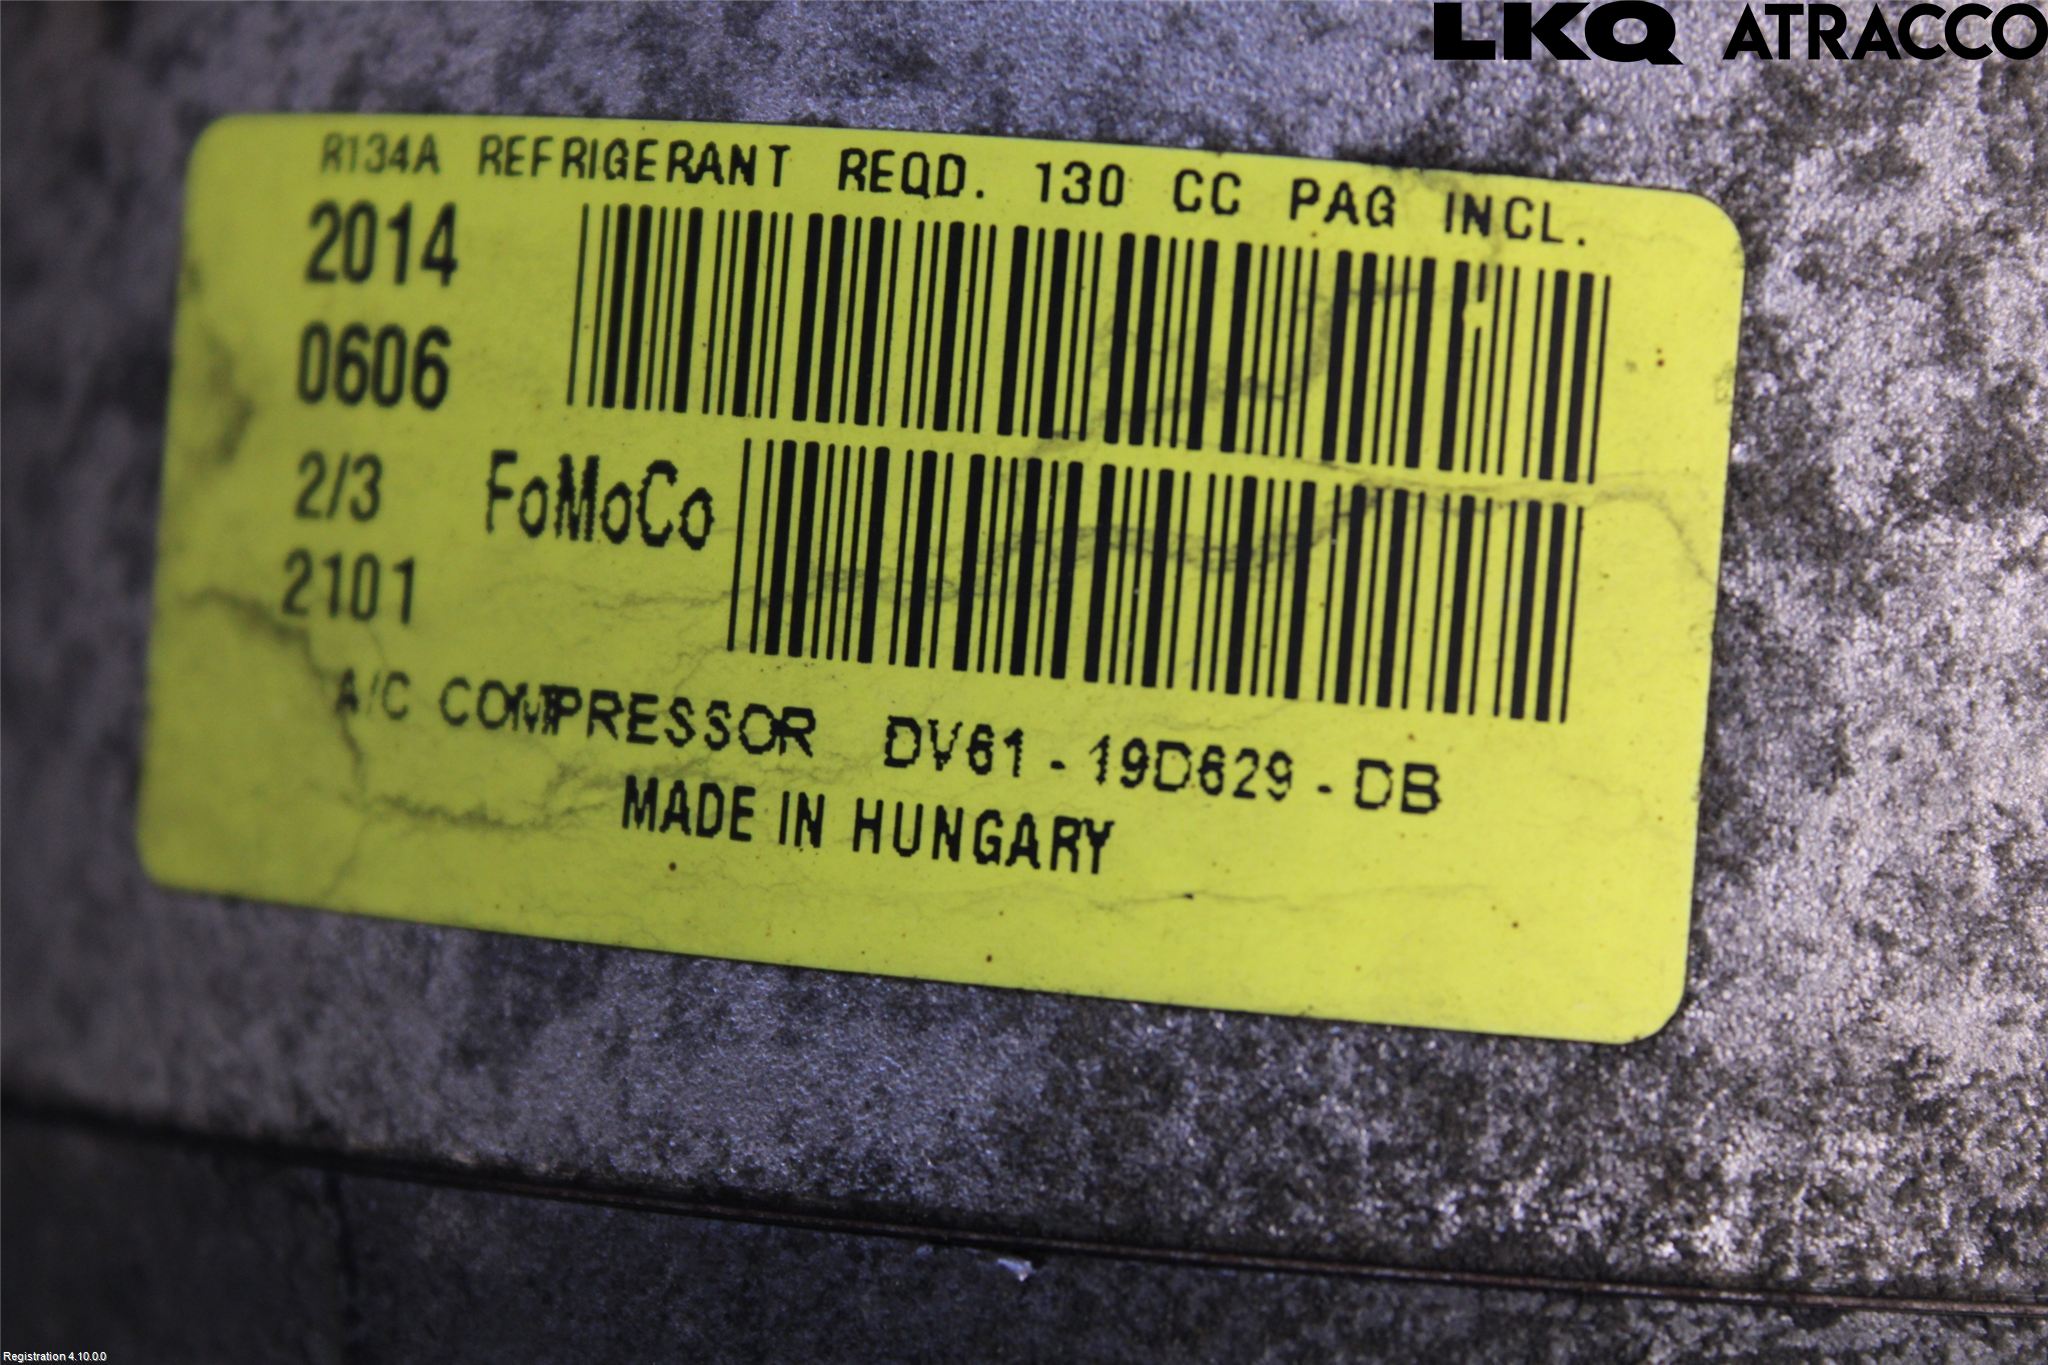 LKQ ATRACCO
R134A REFRIGERANT REQD. 130 CC PAG INCL.
2014
0606
2/3
FoMoCo
2101
A/C COMPRESSOR DV61-19D629-DB
MADE IN HUNGARY
Registration 4.10.0.0